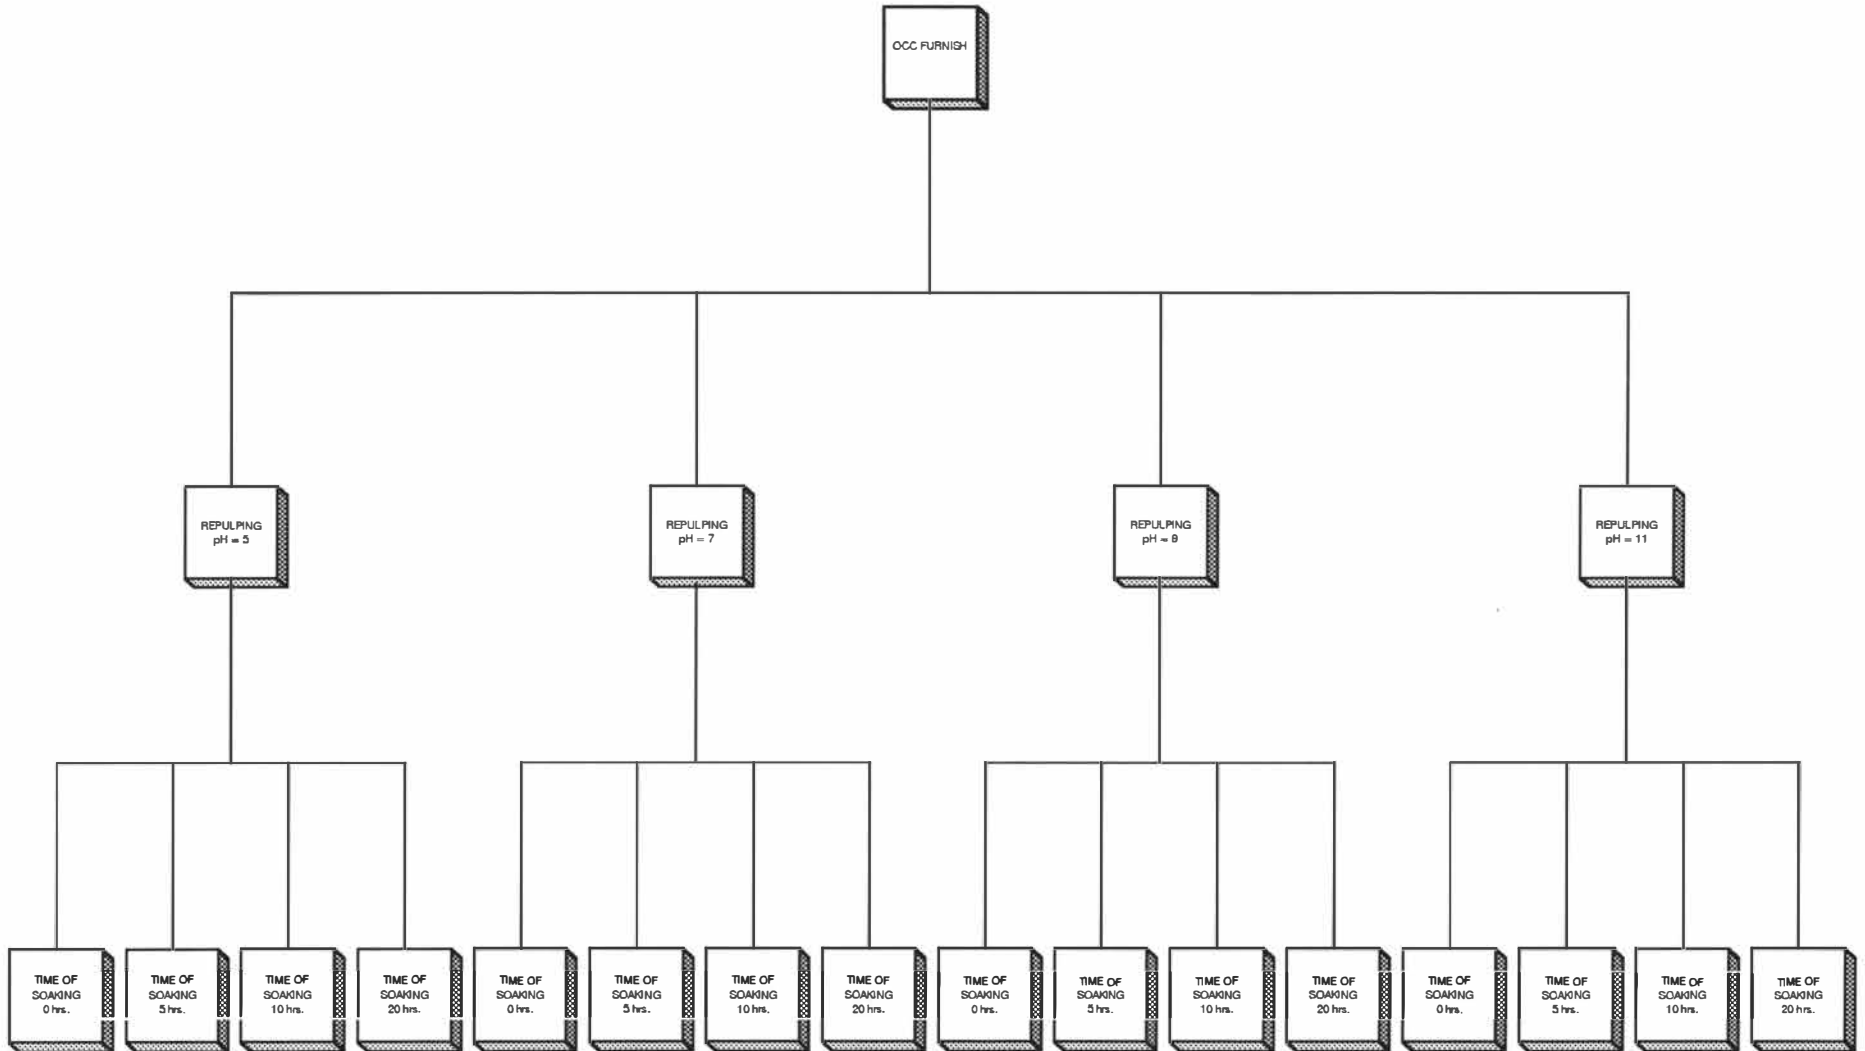 OCC FURNISH
REPULPING
pH = 5
REPULPING
pH = 7
REPULPING
pH = 9
REPULPING
pH = 11
TIME OF
SOAKING
0 hrs.
TIME OF
SOAKING
5 hrs.
TIME OF
SOAKING
10 hrs.
TIME OF
SOAKING
20 hrs.
TIME OF
SOAKING
0 hrs.
TIME OF
SOAKING
5 hrs.
TIME OF
SOAKING
10 hrs.
TIME OF
SOAKING
20 hrs.
TIME OF
SOAKING
0 hrs.
TIME OF
SOAKING
5 hrs.
TIME OF
SOAKING
10 hrs.
TIME OF
SOAKING
20 hrs.
TIME OF
SOAKING
0 hrs.
TIME OF
SOAKING
5 hrs.
TIME OF
SOAKING
10 hrs.
TIME OF
SOAKING
20 hrs.